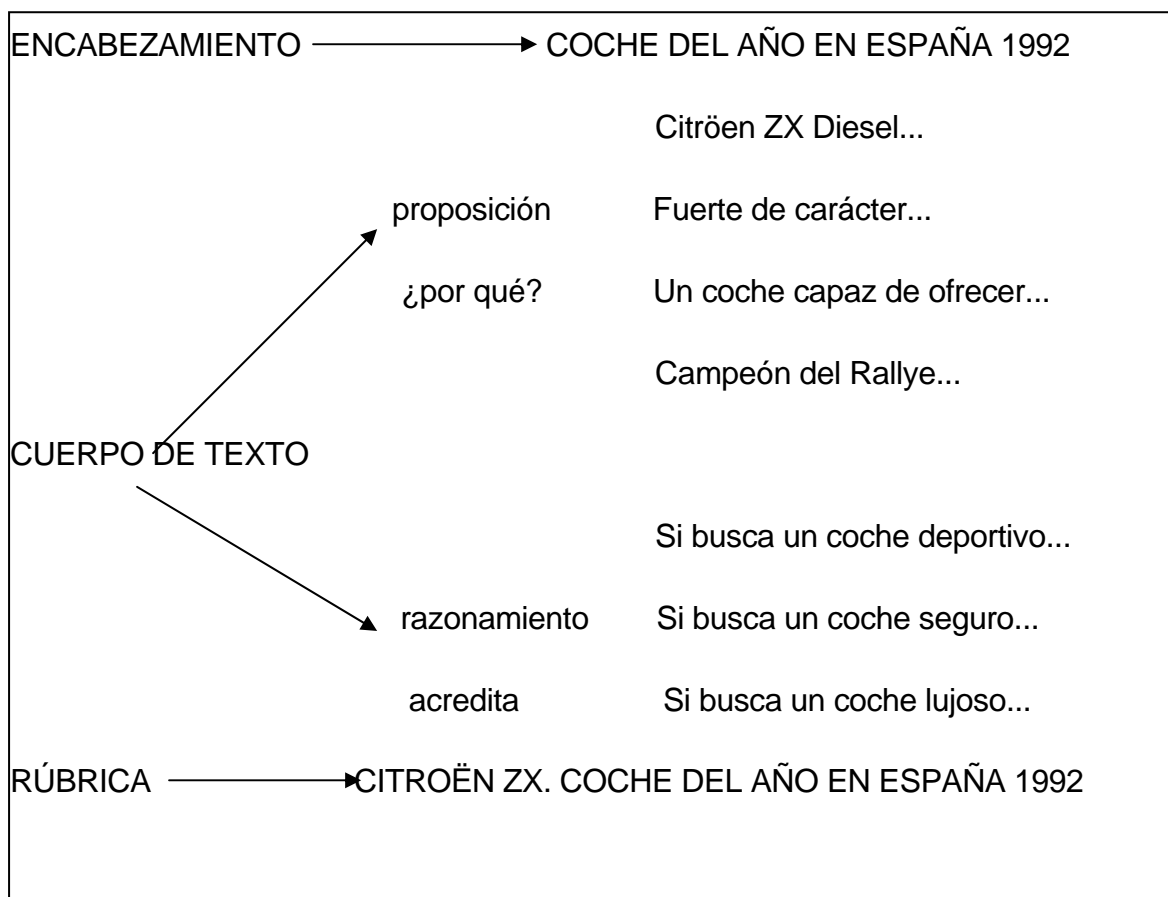 ENCABEZAMIENTO COCHE DEL AÑO EN ESPAÑA 1992
Citröen ZX Diesel...
proposición Fuerte de carácter...
¿por qué? Un coche capaz de ofrecer...
Campeón del Rallye...
CUERPO DE TEXTO
Si busca un coche deportivo...
razonamiento Si busca un coche seguro...
acredita Si busca un coche lujoso...
RÚBRICA CITROËN ZX. COCHE DEL AÑO EN ESPAÑA 1992